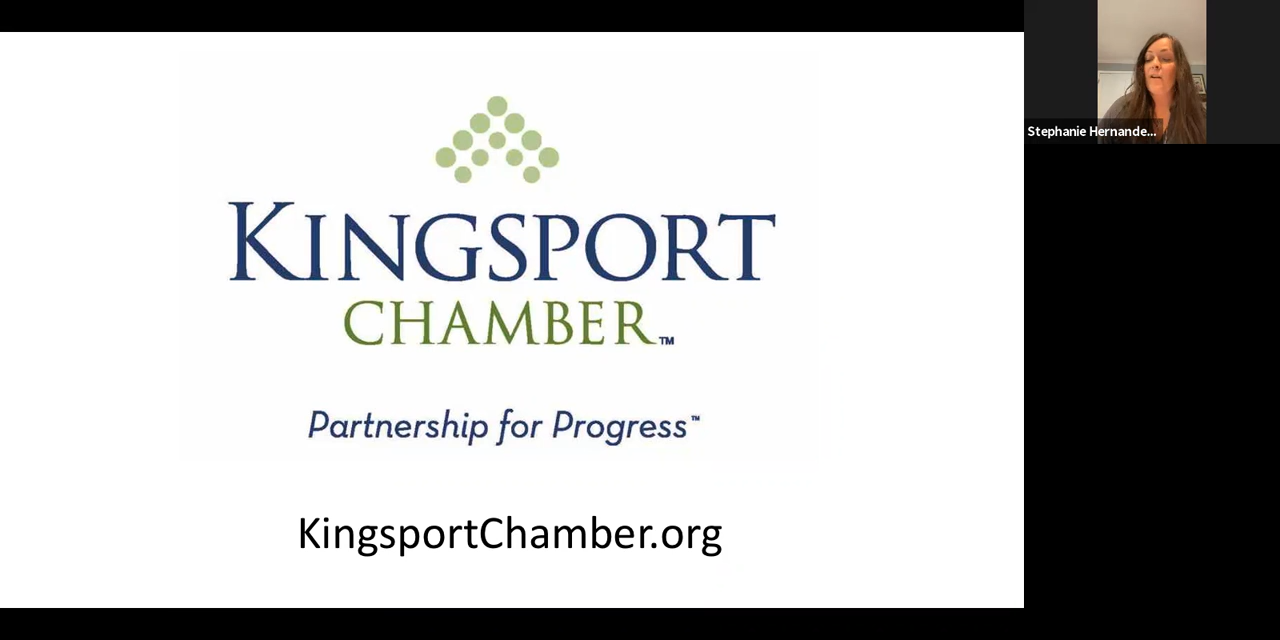 KINGSPORT
CHAMBER™
Partnership for Progress™
KingsportChamber.org
Stephanie Hernande...